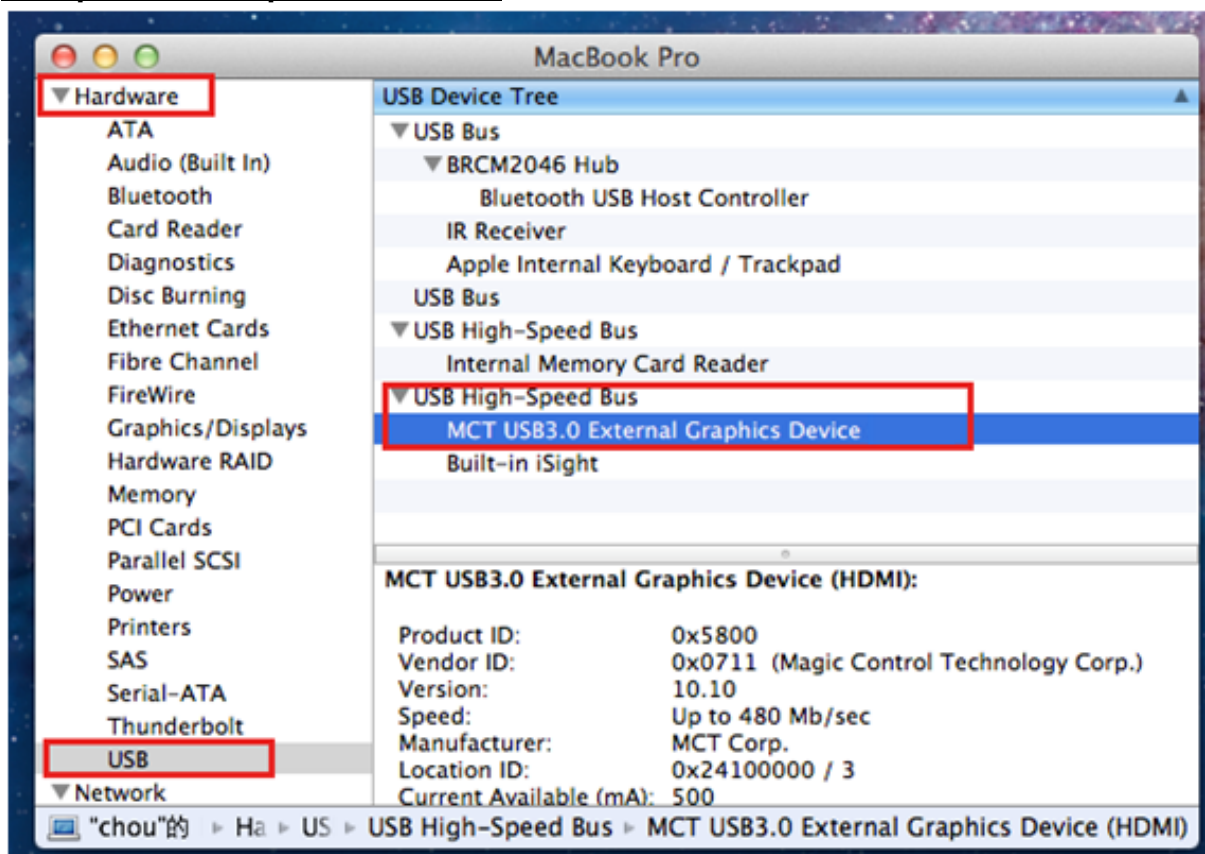 MacBook Pro
Hardware
ATA
Audio (Built In)
Bluetooth
Card Reader
Diagnostics
Disc Burning
Ethernet Cards
Fibre Channel
FireWire
Graphics/Displays
Hardware RAID
Memory
PCI Cards
Parallel SCSI
Power
Printers
SAS
Serial-ATA
Thunderbolt
USB
Network
USB Device Tree
USB Bus
BRCM2046 Hub
Bluetooth USB Host Controller
IR Receiver
Apple Internal Keyboard / Trackpad
USB Bus
USB High-Speed Bus
Internal Memory Card Reader
USB High-Speed Bus
MCT USB3.0 External Graphics Device
Built-in iSight
MCT USB3.0 External Graphics Device (HDMI):
Product ID: 0x5800
Vendor ID: 0x0711 (Magic Control Technology Corp.)
Version: 10.10
Speed: Up to 480 Mb/sec
Manufacturer: MCT Corp.
Location ID: 0x24100000 / 3
Current Available (mA): 500
"chou"的 ▸ Ha ▸ US ▸ USB High-Speed Bus ▸ MCT USB3.0 External Graphics Device (HDMI)